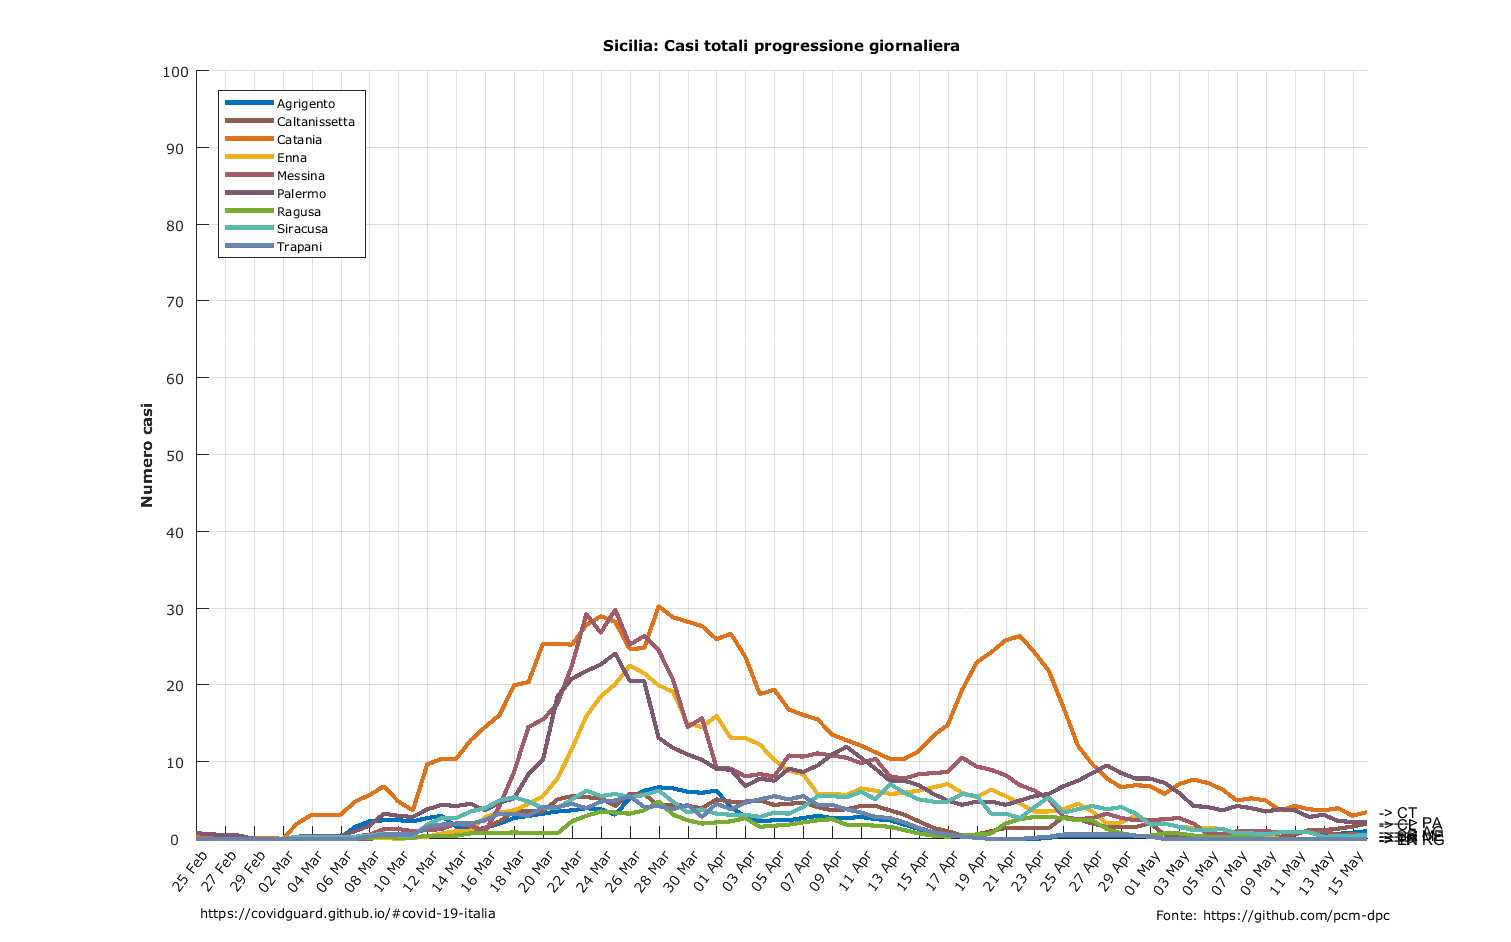 Sicilia: Casi totali progressione giornaliera
100
90
80
70
60
50
40
30
20
10
0
Numero casi
Agrigento
Caltanissetta
Catania
Enna
Messina
Palermo
Ragusa
Siracusa
Trapani
25 Feb
27 Feb
29 Feb
02 Mar
04 Mar
06 Mar
08 Mar
10 Mar
12 Mar
14 Mar
16 Mar
18 Mar
20 Mar
22 Mar
24 Mar
26 Mar
28 Mar
30 Mar
01 Apr
03 Apr
05 Apr
07 Apr
09 Apr
11 Apr
13 Apr
15 Apr
17 Apr
19 Apr
21 Apr
23 Apr
25 Apr
27 Apr
29 Apr
01 May
03 May
05 May
07 May
09 May
11 May
13 May
15 May
-> CT
PA
RG
https://covidguard.github.io/#covid-19-italia
Fonte: https://github.com/pcm-dpc